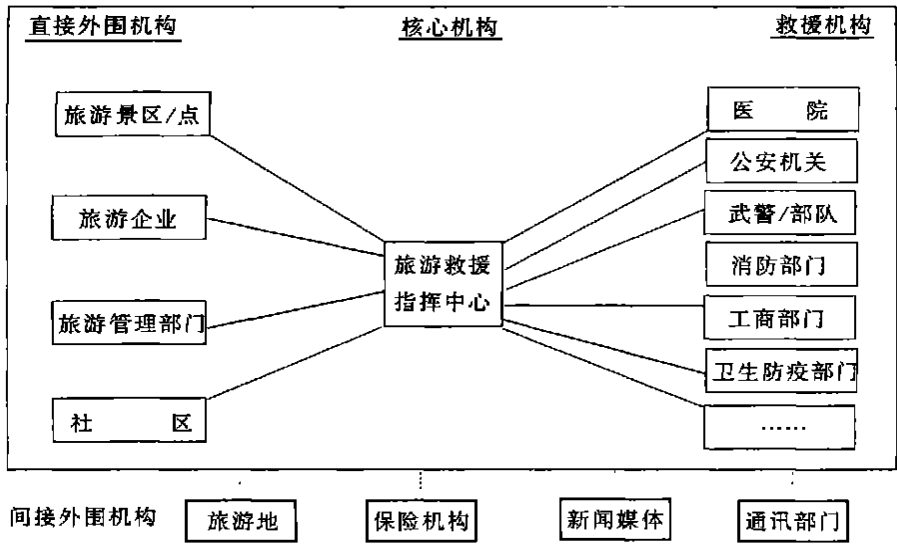 直接外围机构
核心机构
救援机构
旅游景区/点
旅游企业
旅游管理部门
社 区
旅游救援
指挥中心
医 院
公安机关
武警/部队
消防部门
工商部门
卫生防疫部门
……
间接外围机构
旅游地
保险机构
新闻媒体
通讯部门